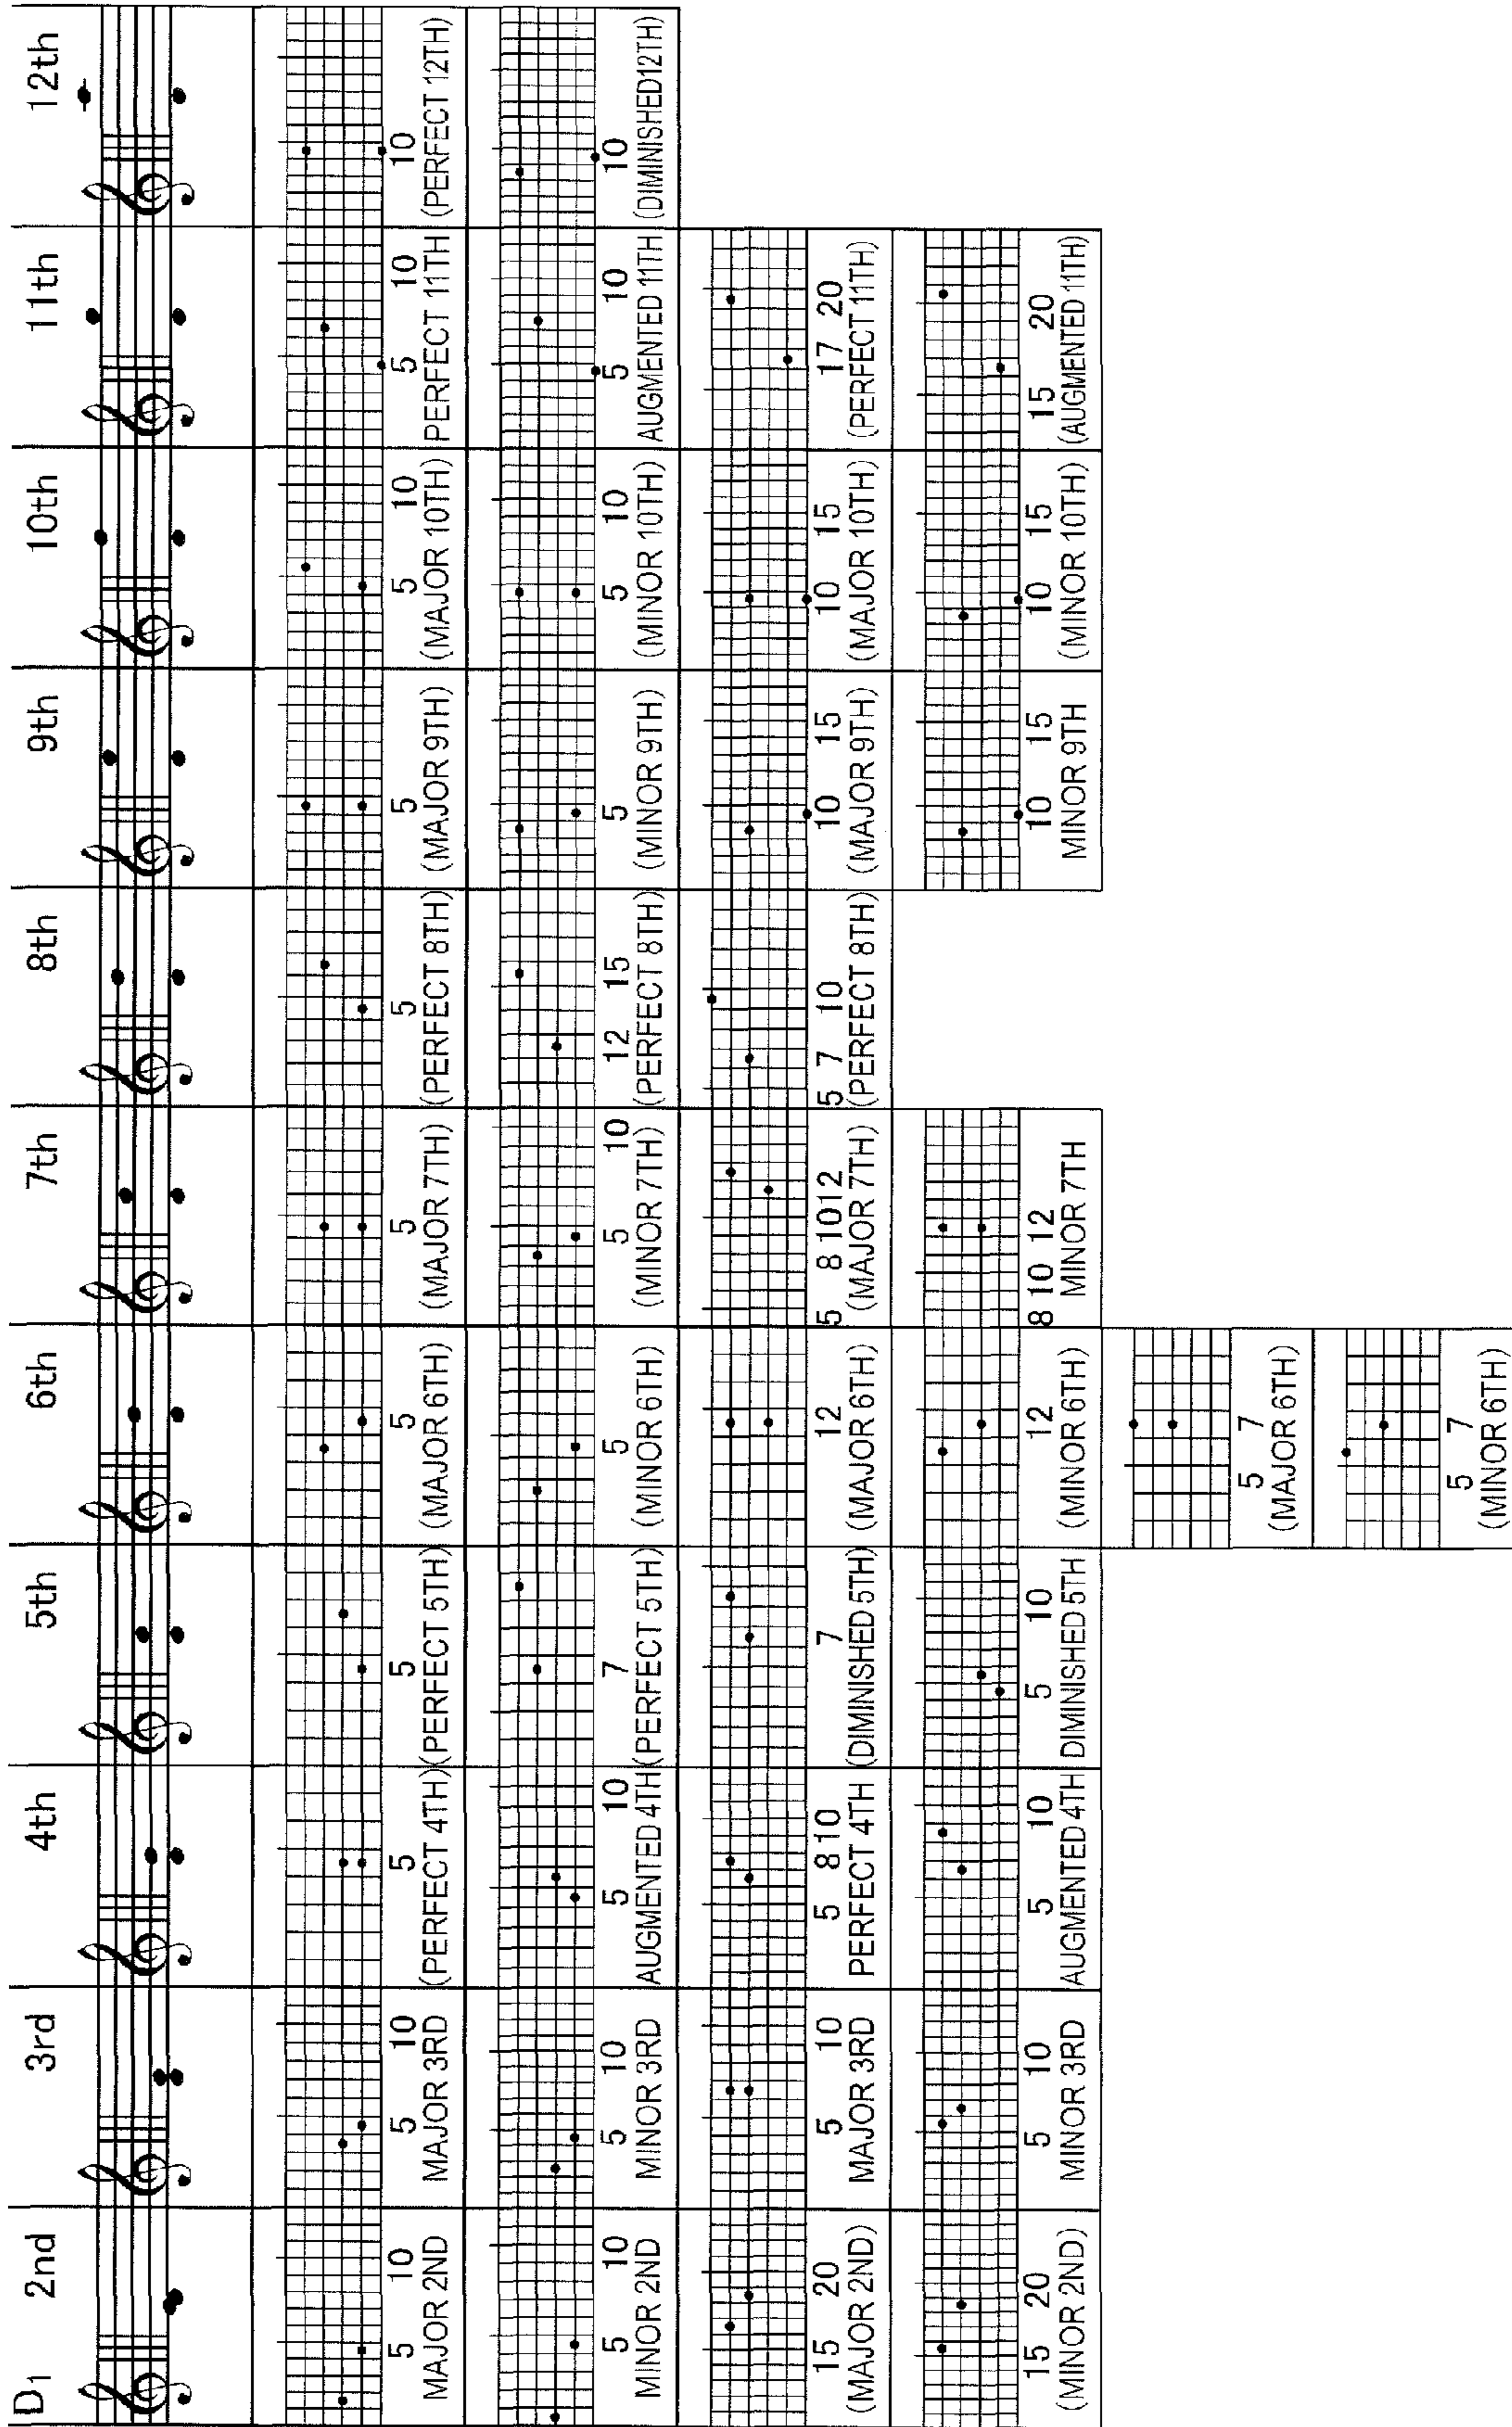 D1 2nd 3rd 4th 5th 6th 7th 8th 9th 10th 11th 12th
5 10
MAJOR 2ND
5 10
MAJOR 3RD
5
(PERFECT 4TH)
5
(PERFECT 5TH)
5
(MAJOR 6TH)
5
(MAJOR 7TH)
5
(PERFECT 8TH)
5
(MAJOR 9TH)
5 10
(MAJOR 10TH)
5 10
PERFECT 11TH
10
(PERFECT 12TH)
5 10
MINOR 2ND
5 10
MINOR 3RD
5 10
AUGMENTED 4TH
7
(PERFECT 5TH)
5
(MINOR 6TH)
5 10
(MINOR 7TH)
12 15
(PERFECT 8TH)
5
(MINOR 9TH)
5 10
(MINOR 10TH)
5 10
AUGMENTED 11TH
10
(DIMINISHED12TH)
15 20
(MAJOR 2ND)
5 10
MAJOR 3RD
5 8 10
PERFECT 4TH
7
(DIMINISHED 5TH)
12
(MAJOR 6TH)
5 8 10 12
(MAJOR 7TH)
5 7 10
(PERFECT 8TH)
10 15
(MAJOR 9TH)
10 15
(MAJOR 10TH)
17 20
(PERFECT 11TH)
15 20
(MINOR 2ND)
5 10
MINOR 3RD
5 10
AUGMENTED 4TH
5 10
DIMINISHED 5TH
12
(MINOR 6TH)
8 10 12
MINOR 7TH
10 15
MINOR 9TH
10 15
(MINOR 10TH)
15 20
(AUGMENTED 11TH)
5 7
(MAJOR 6TH)
5 7
(MINOR 6TH)